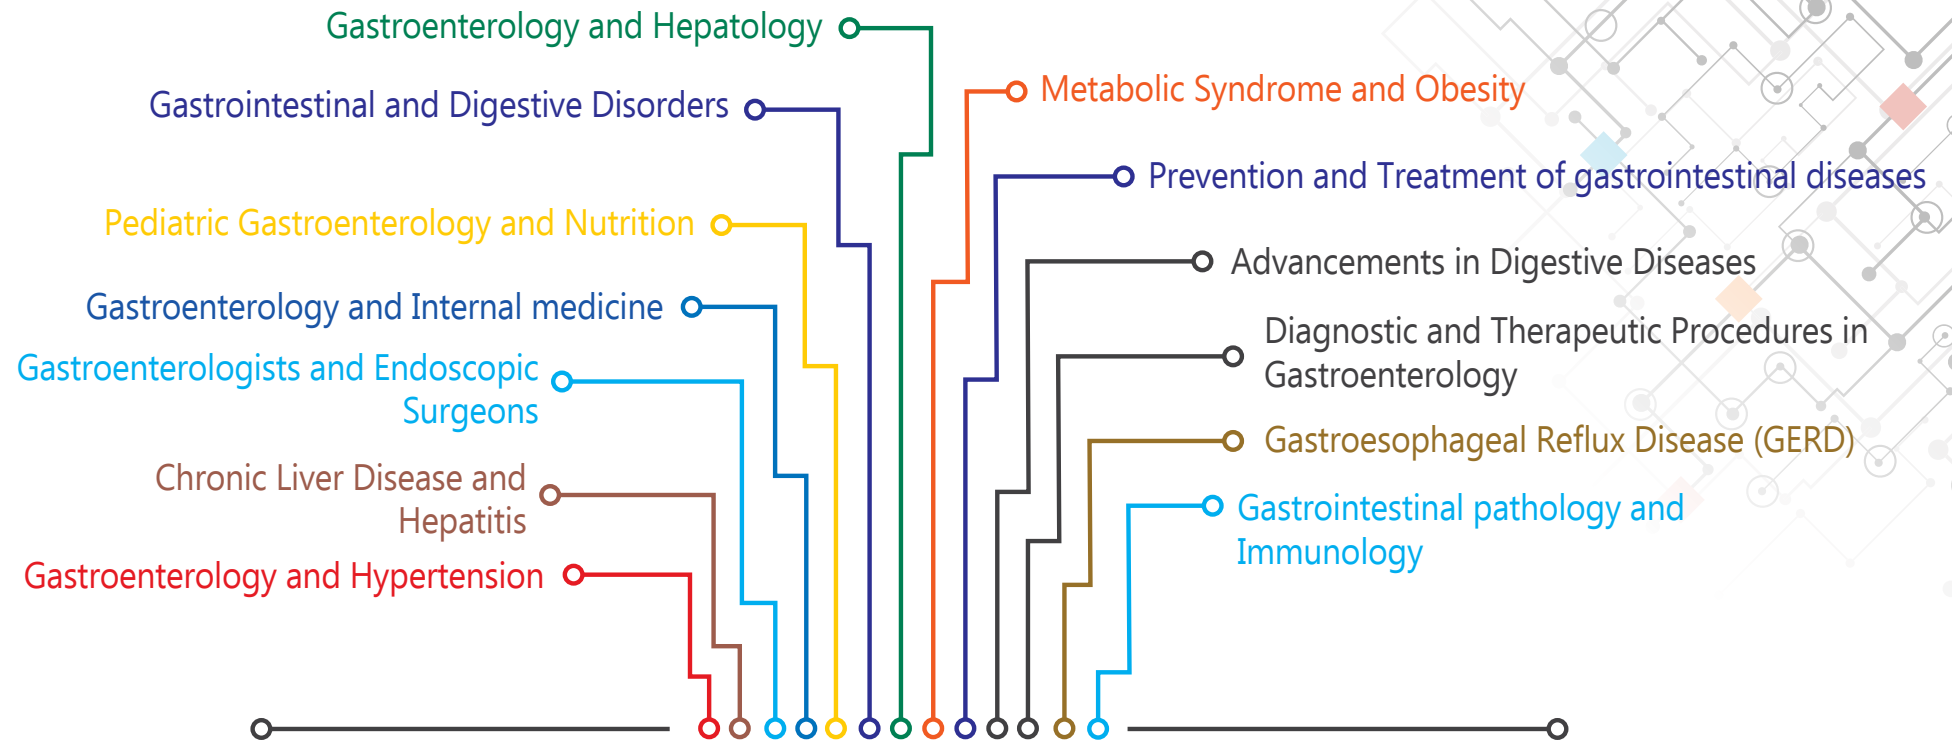 Gastroenterology and Hepatology
Gastrointestinal and Digestive Disorders
Pediatric Gastroenterology and Nutrition
Gastroenterology and Internal medicine
Gastroenterologists and Endoscopic
Surgeons
Chronic Liver Disease and
Hepatitis
Gastroenterology and Hypertension
Metabolic Syndrome and Obesity
Prevention and Treatment of gastrointestinal diseases
Advancements in Digestive Diseases
Diagnostic and Therapeutic Procedures in
Gastroenterology
Gastroesophageal Reflux Disease (GERD)
Gastrointestinal pathology and
Immunology